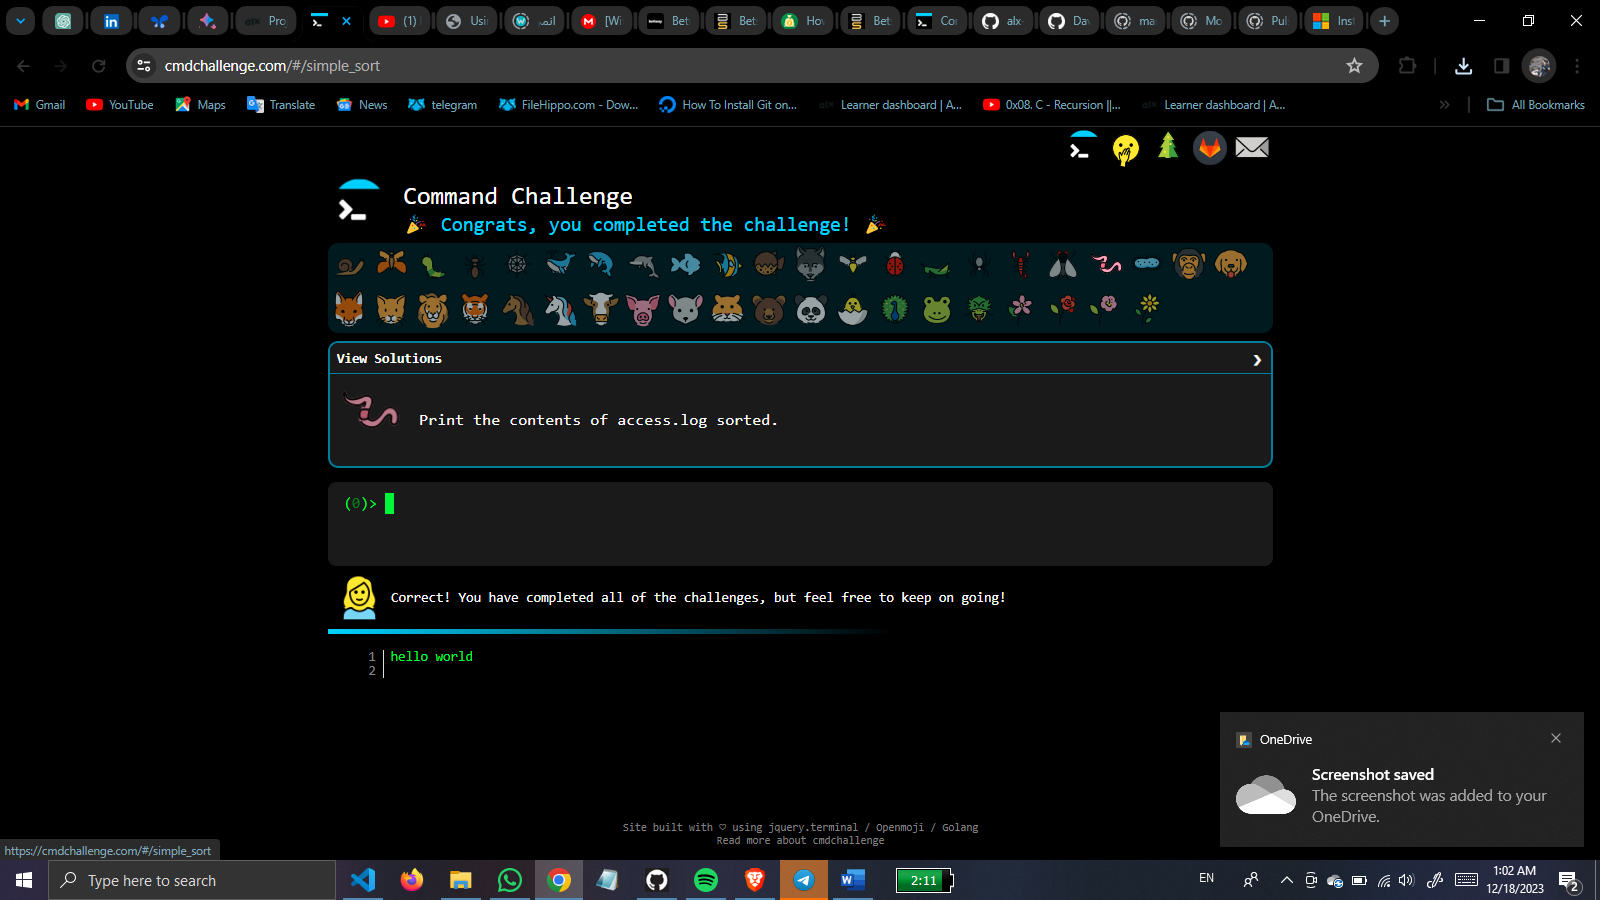 Pro
(1)
Usin
انص
[Wi
Bet
Bet
Hov
Bet
Cor
alx-
Dav
ma
Mo
Pul
Inst
cmdchallenge.com/#/simple_sort
Gmail
YouTube
Maps
Translate
News
telegram
FileHippo.com - Dow...
How To Install Git on...
Learner dashboard | A...
0x08. C - Recursion ||...
Learner dashboard | A...
All Bookmarks
Command Challenge
Congrats, you completed the challenge!
View Solutions
Print the contents of access.log sorted.
(0)>
Correct! You have completed all of the challenges, but feel free to keep on going!
1 hello world
2
OneDrive
Screenshot saved
The screenshot was added to your
OneDrive.
Site built with ♡ using jquery.terminal / Openmoji / Golang
Read more about cmdchallenge
https://cmdchallenge.com/#/simple_sort
Type here to search
2:11
EN
1:02 AM
12/18/2023
2